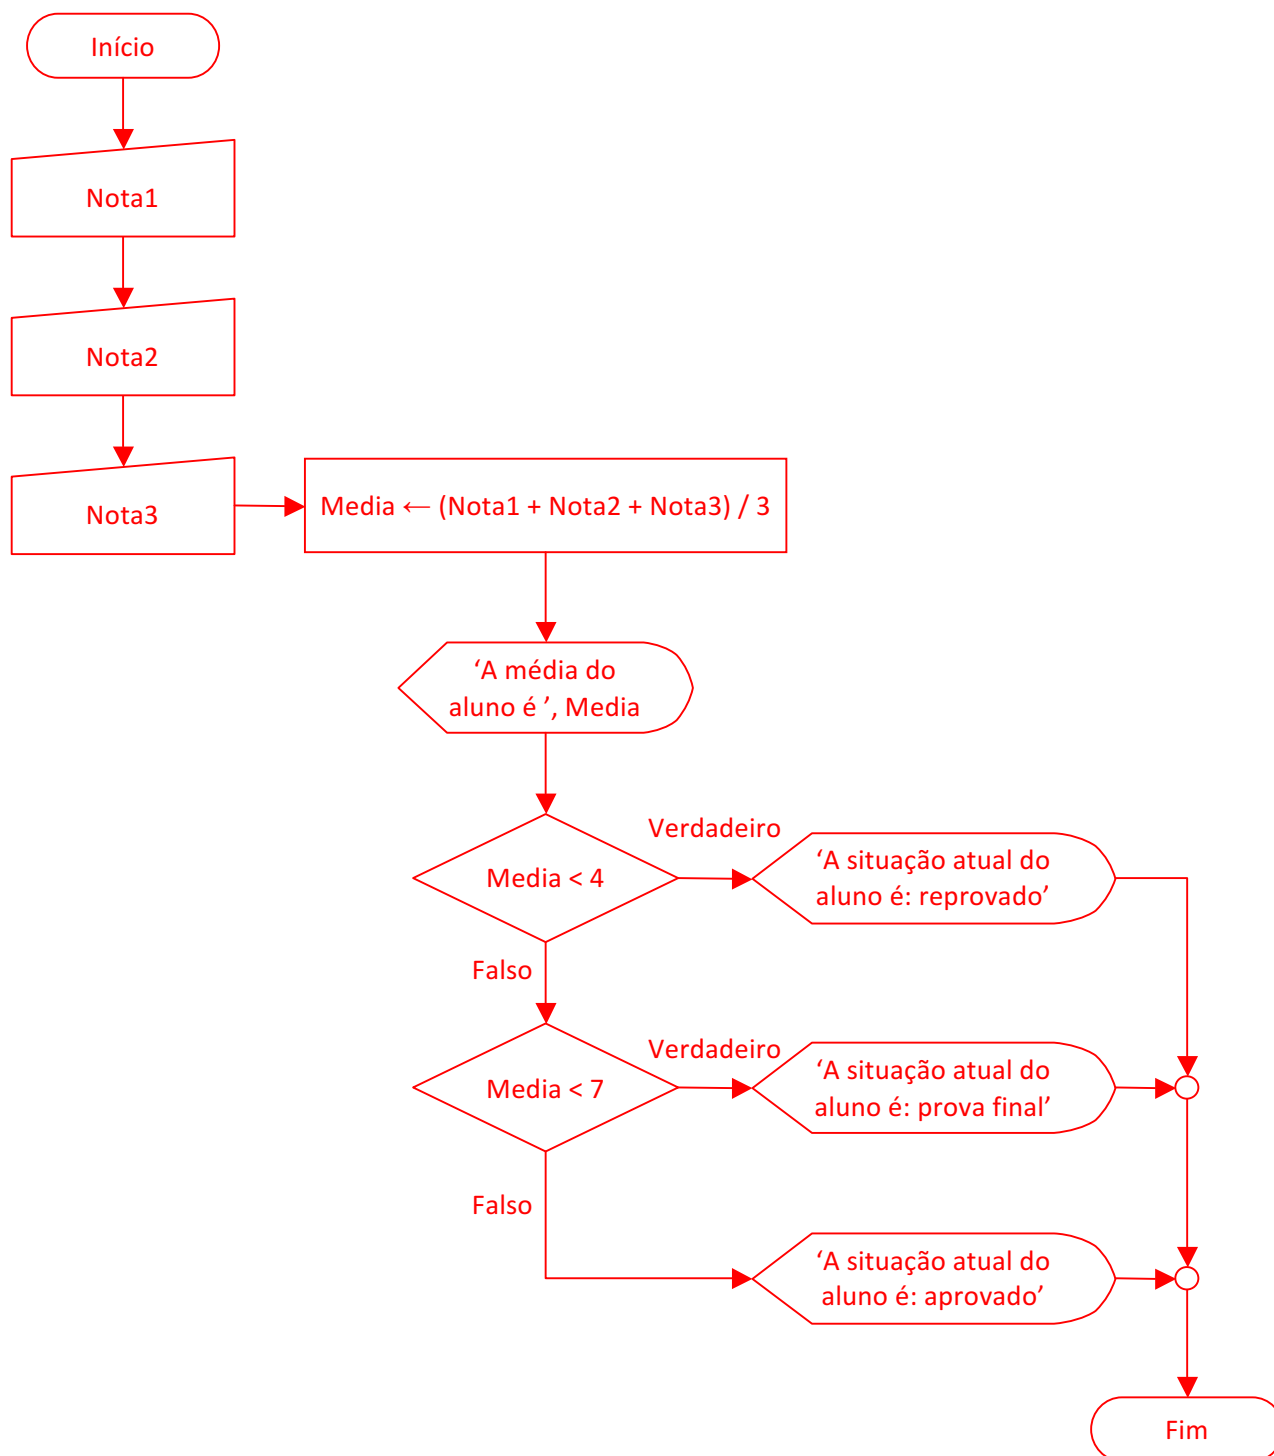 Início
Nota1
Nota2
Nota3
Media ← (Nota1 + Nota2 + Nota3) / 3
‘A média do
aluno é ’, Media
Media < 4
Verdadeiro
‘A situação atual do
aluno é: reprovado’
Falso
Media < 7
Verdadeiro
‘A situação atual do
aluno é: prova final’
Falso
‘A situação atual do
aluno é: aprovado’
Fim